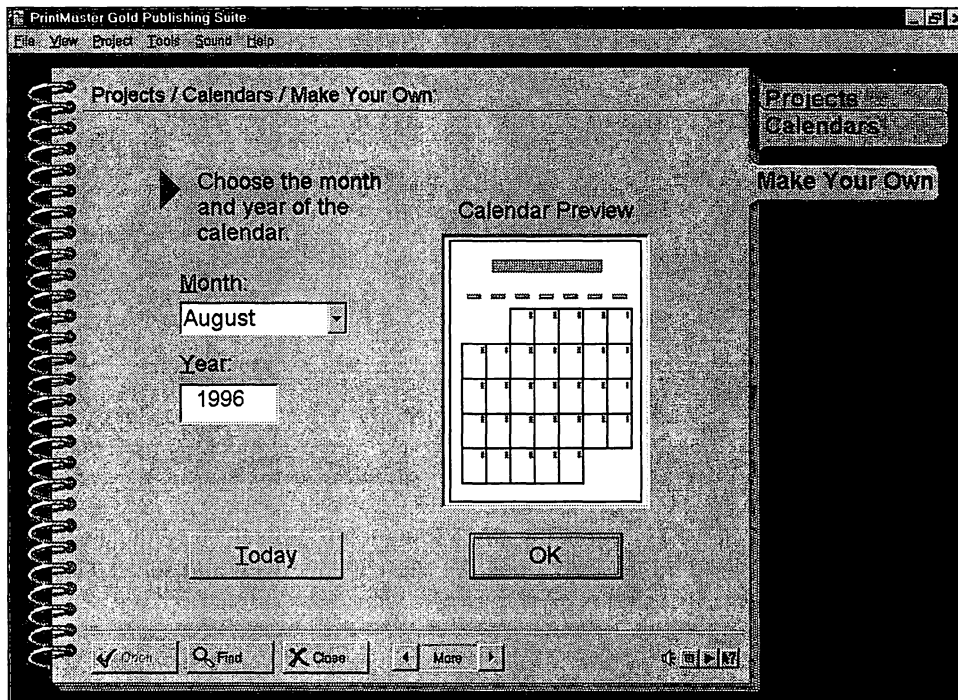 PrintMaster Gold Publishing Suite
File View Project Tools Sound Help
Projects / Calendars / Make Your Own
Projects
Calendars
Make Your Own
Choose the month
and year of the
calendar.
Calendar Preview
Month:
August
Year:
1996
Today
OK
Open Find Close More